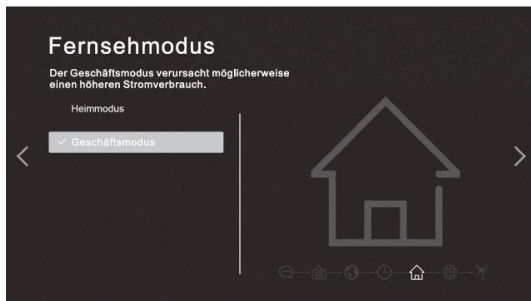 Fernsehmodus
Der Geschäftsmodus verursacht möglicherweise
einen höheren Stromverbrauch.
Heimmodus
Geschäftsmodus